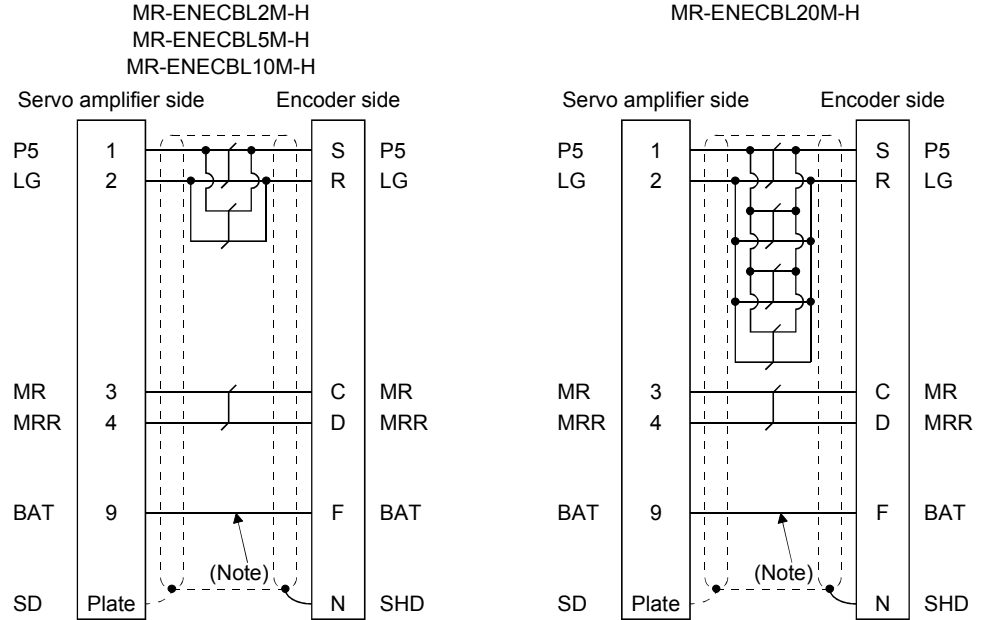 MR-ENECBL2M-H
MR-ENECBL5M-H
MR-ENECBL10M-H
Servo amplifier side Encoder side
P5 1 S P5
LG 2 R LG
MR 3 C MR
MRR 4 D MRR
BAT 9 F BAT
(Note)
SD Plate N SHD
MR-ENECBL20M-H
Servo amplifier side Encoder side
P5 1 S P5
LG 2 R LG
MR 3 C MR
MRR 4 D MRR
BAT 9 F BAT
(Note)
SD Plate N SHD